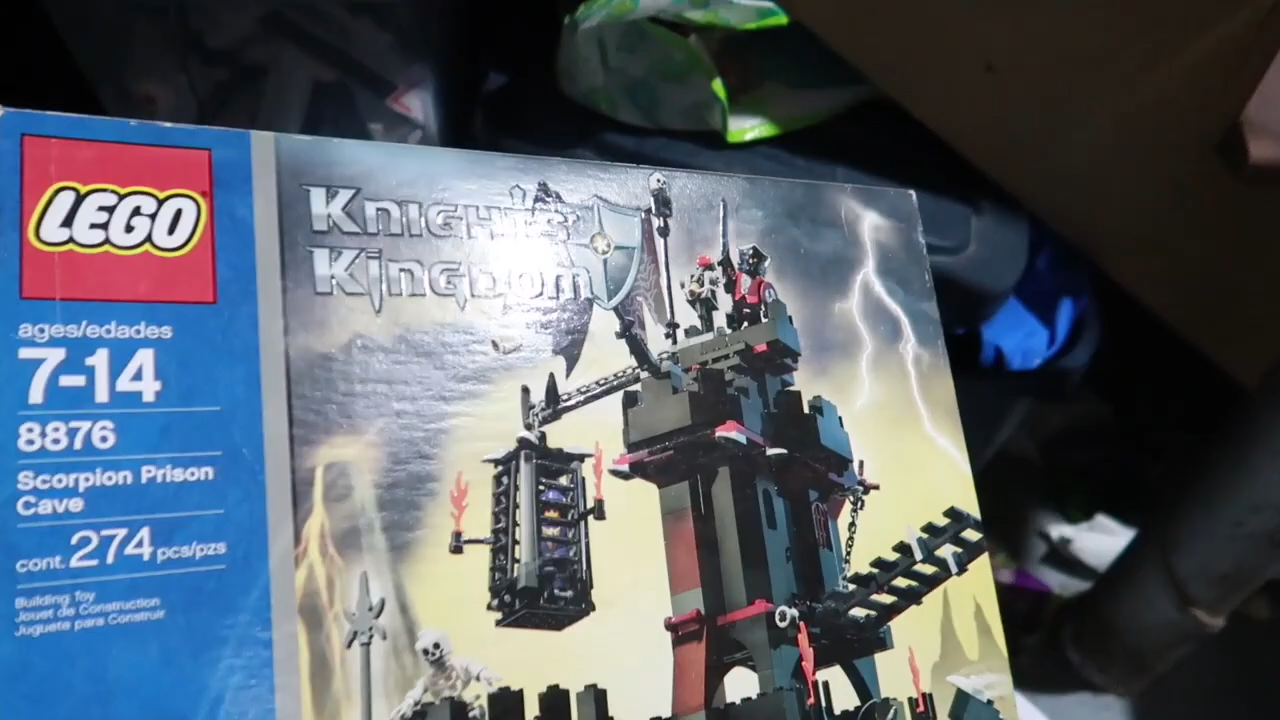 LEGO
ages/edades
7-14
8876
Scorpion Prison
Cave
cont. 274 pcs/pzs
Building Toy
Jouet de Construction
Juguete para Construir
Knights'
Kingdom